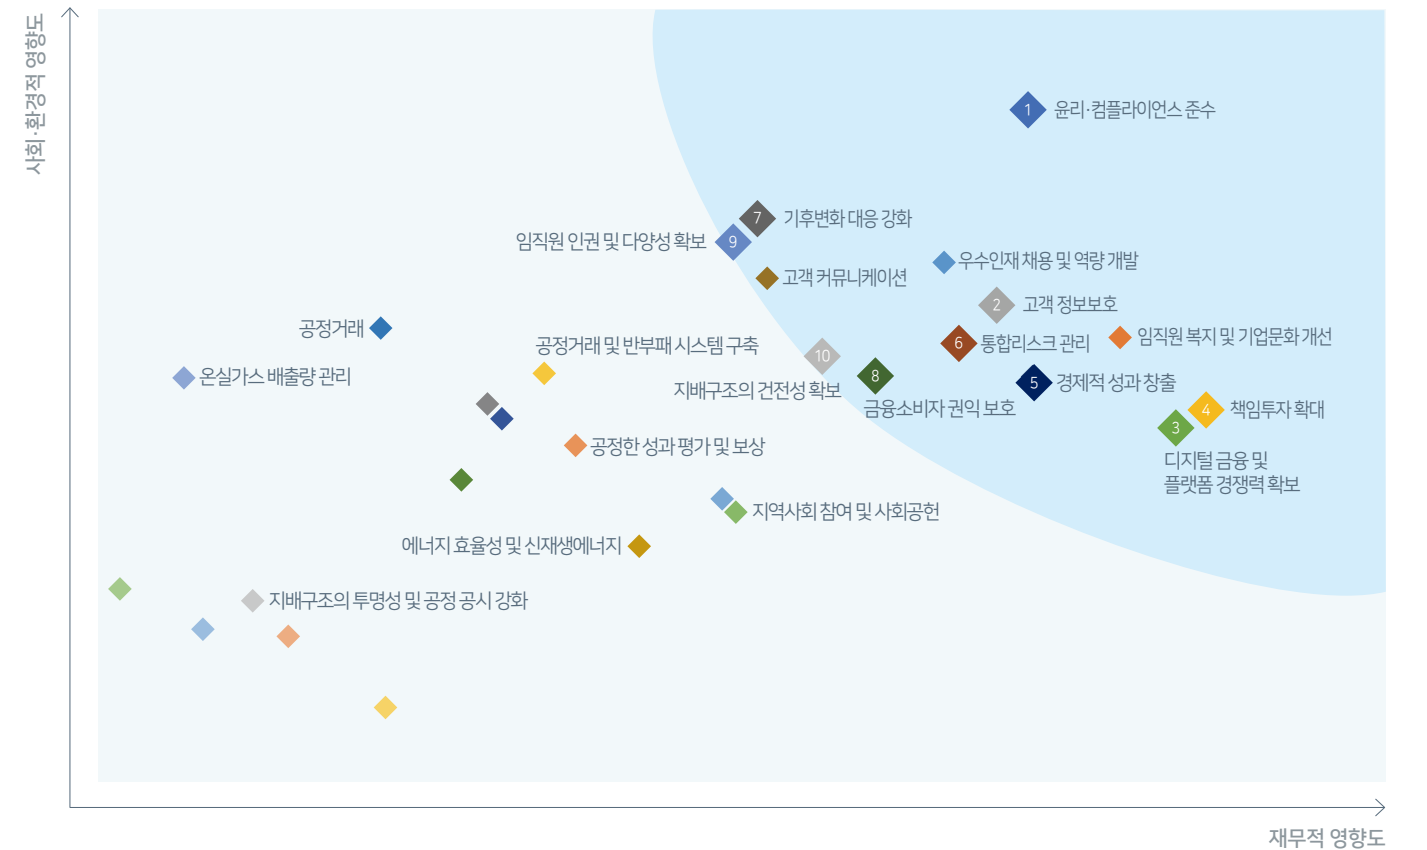 사회·환경적 영향도
1 윤리·컴플라이언스 준수
7 기후변화 대응 강화
임직원 인권 및 다양성 확보 9
우수인재 채용 및 역량 개발
고객 커뮤니케이션
2 고객 정보보호
공정거래
임직원 복지 및 기업문화 개선
6 통합리스크 관리
공정거래 및 반부패 시스템 구축
10
지배구조의 건전성 확보
온실가스 배출량 관리
8
금융소비자 권익 보호
5 경제적 성과 창출
4 책임투자 확대
3
디지털 금융 및
플랫폼 경쟁력 확보
공정한 성과 평가 및 보상
지역사회 참여 및 사회공헌
에너지 효율성 및 신재생에너지
지배구조의 투명성 및 공정 공시 강화
재무적 영향도